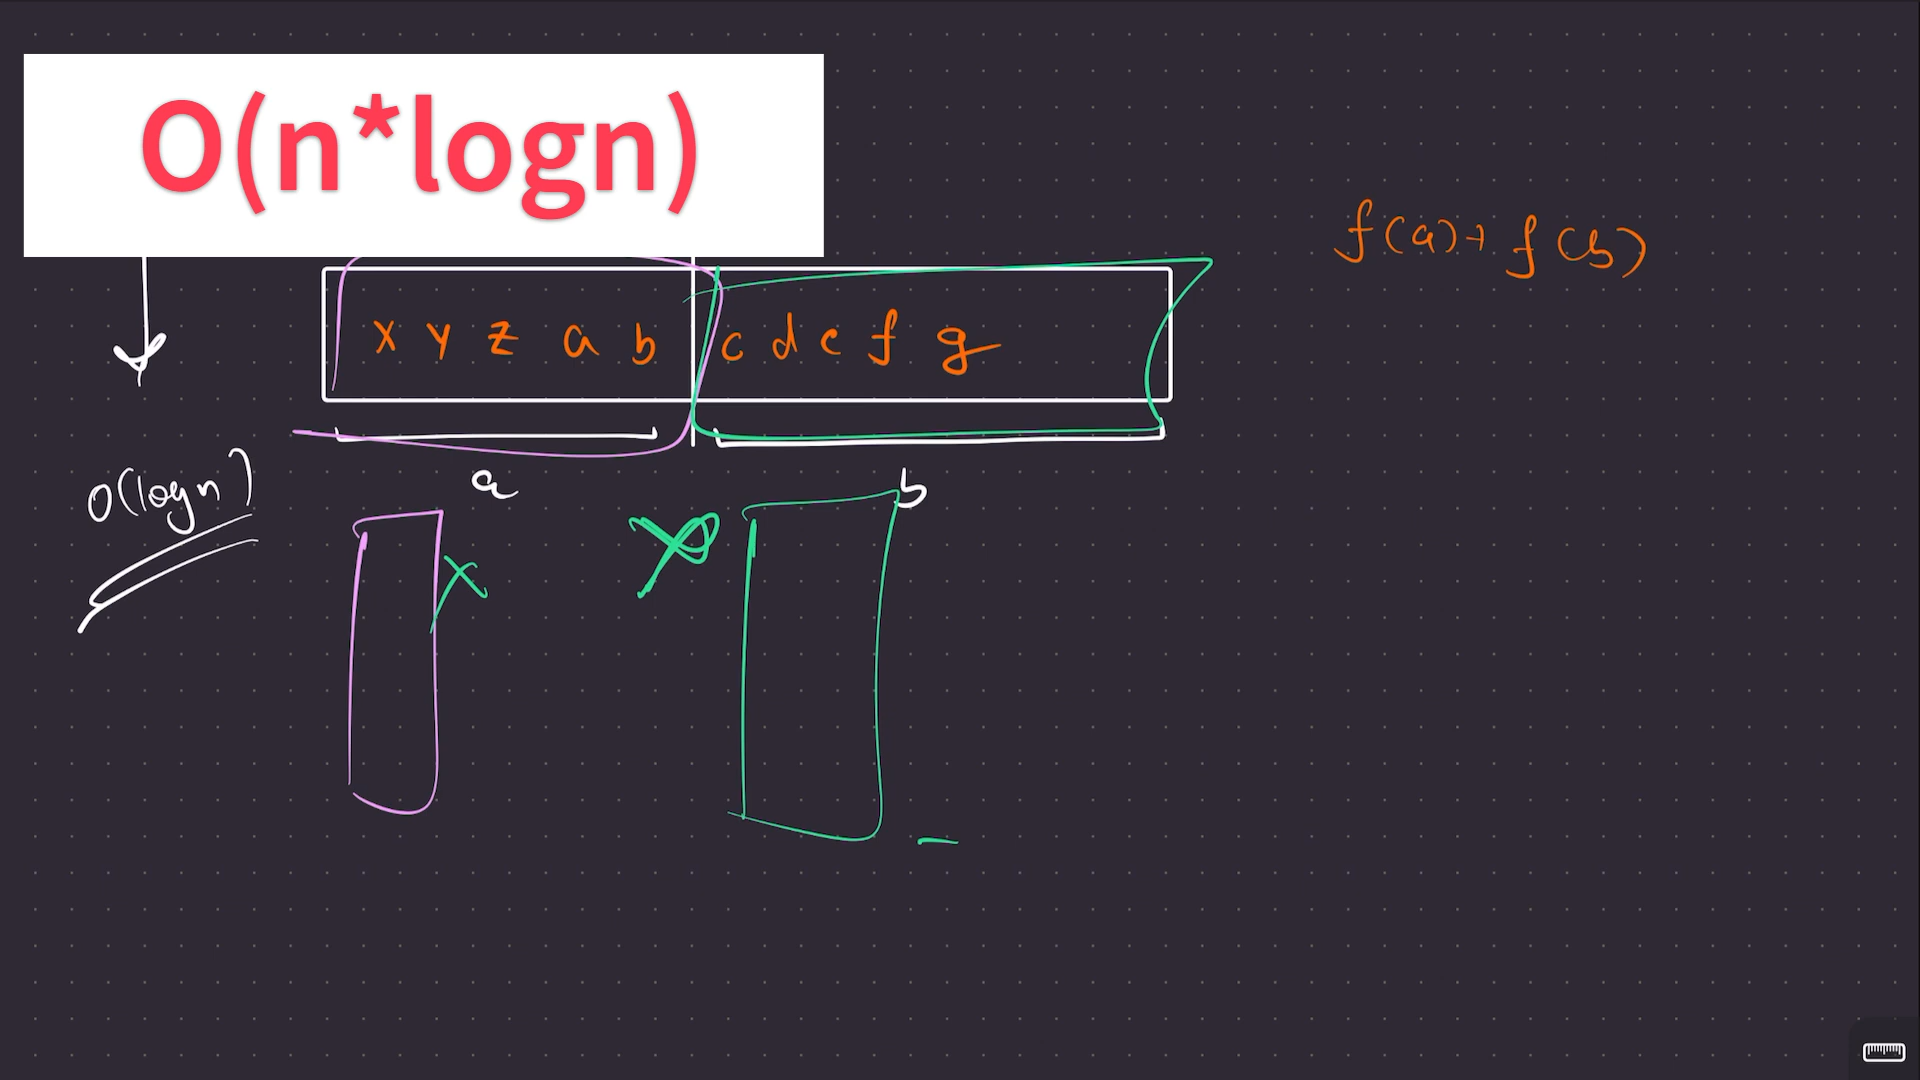 O(n*logn)
f(a)+ f(b)
x y z a b c d e f g
a b
O(logn)